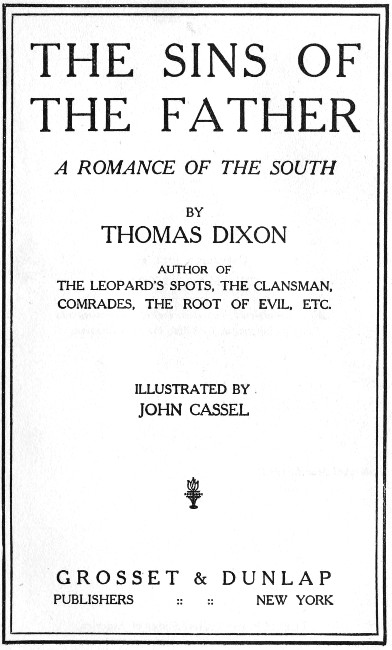 THE SINS OF
THE FATHER
A ROMANCE OF THE SOUTH
BY
THOMAS DIXON
AUTHOR OF
THE LEOPARD'S SPOTS, THE CLANSMAN,
COMRADES, THE ROOT OF EVIL, ETC.
ILLUSTRATED BY
JOHN CASSEL
GROSSET & DUNLAP
PUBLISHERS :: :: NEW YORK